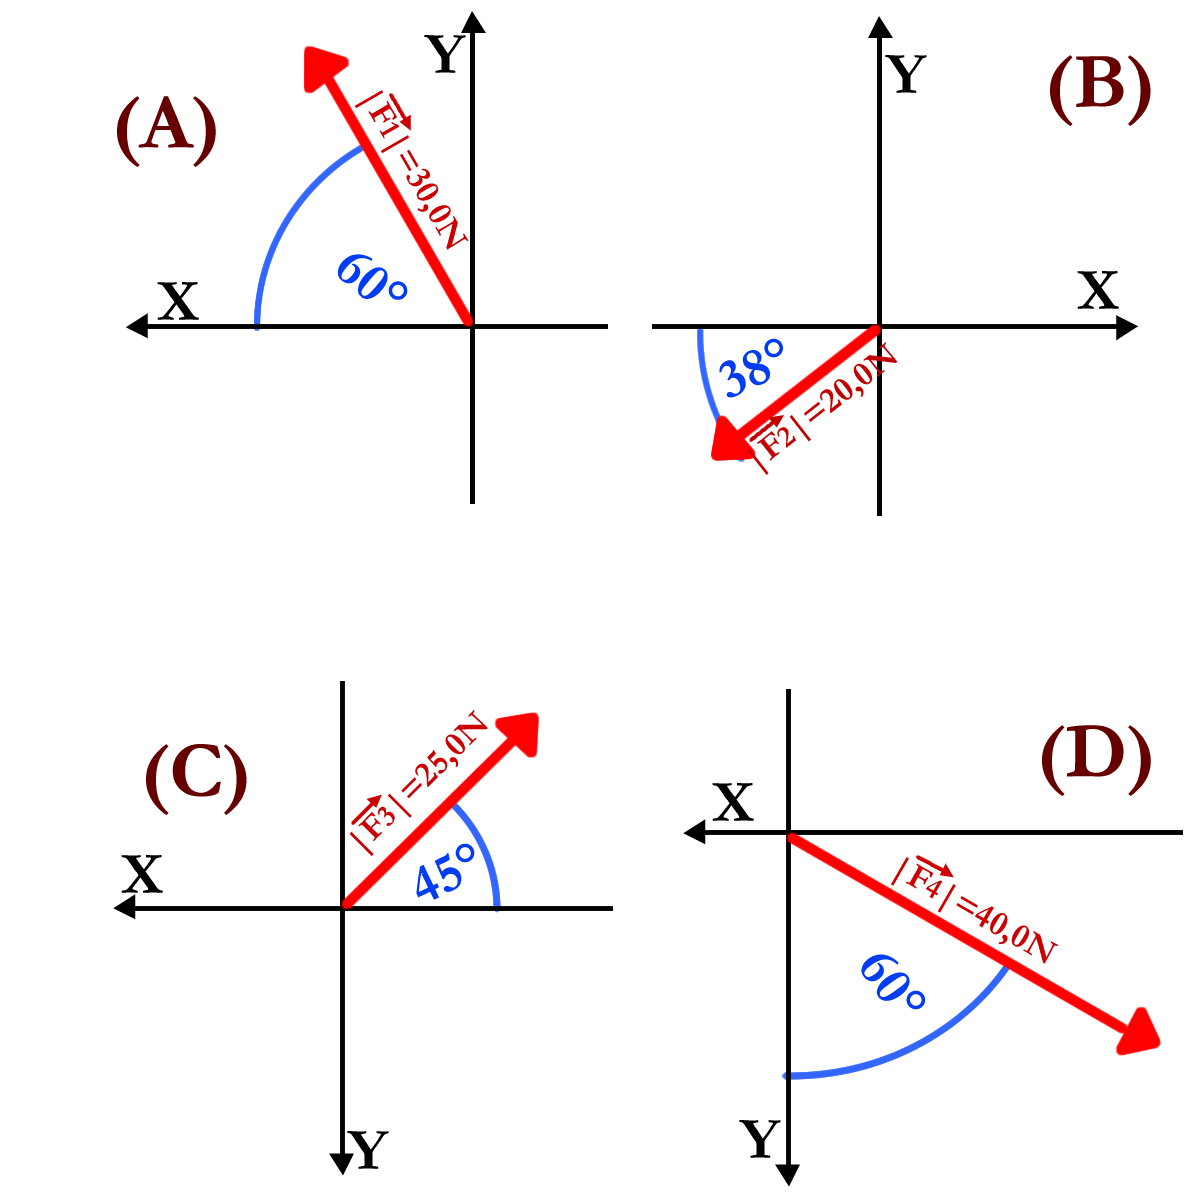 (A)
Y
|F1|=30,0N
60°
X
(B)
Y
X
38°
|F2|=20,0N
(C)
|F3|=25,0N
45°
X
Y
(D)
X
|F4|=40,0N
60°
Y